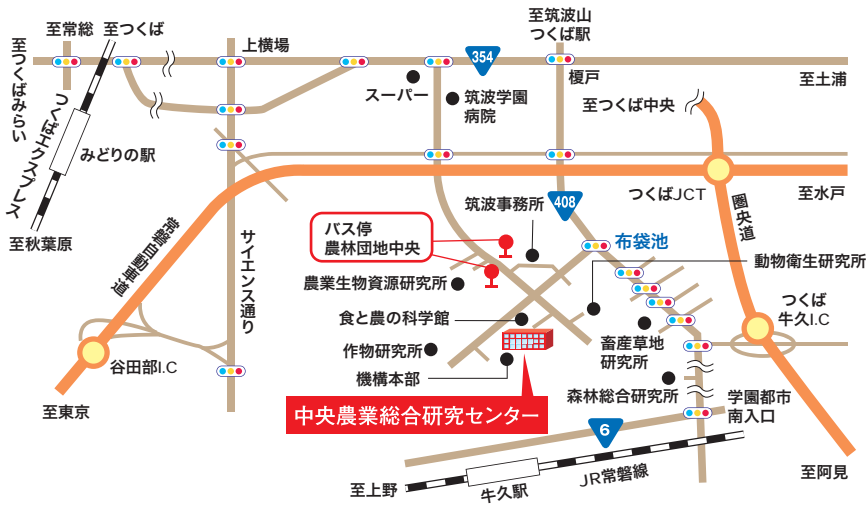 至常総
至つくば
上横場
至筑波山
つくば駅
354
榎戸
至土浦
至つくばみらい
つくばエクスプレス
みどりの駅
スーパー
筑波学園
病院
至つくば中央
至秋葉原
常磐自動車道
サイエンス通り
バス停
農林団地中央
筑波事務所
408
つくばJCT
圏央道
至水戸
布袋池
動物衛生研究所
農業生物資源研究所
食と農の科学館
作物研究所
機構本部
畜産草地
研究所
つくば
牛久I.C
谷田部I.C
至東京
中央農業総合研究センター
森林総合研究所
学園都市
南入口
6
至上野
牛久駅
JR常磐線
至阿見